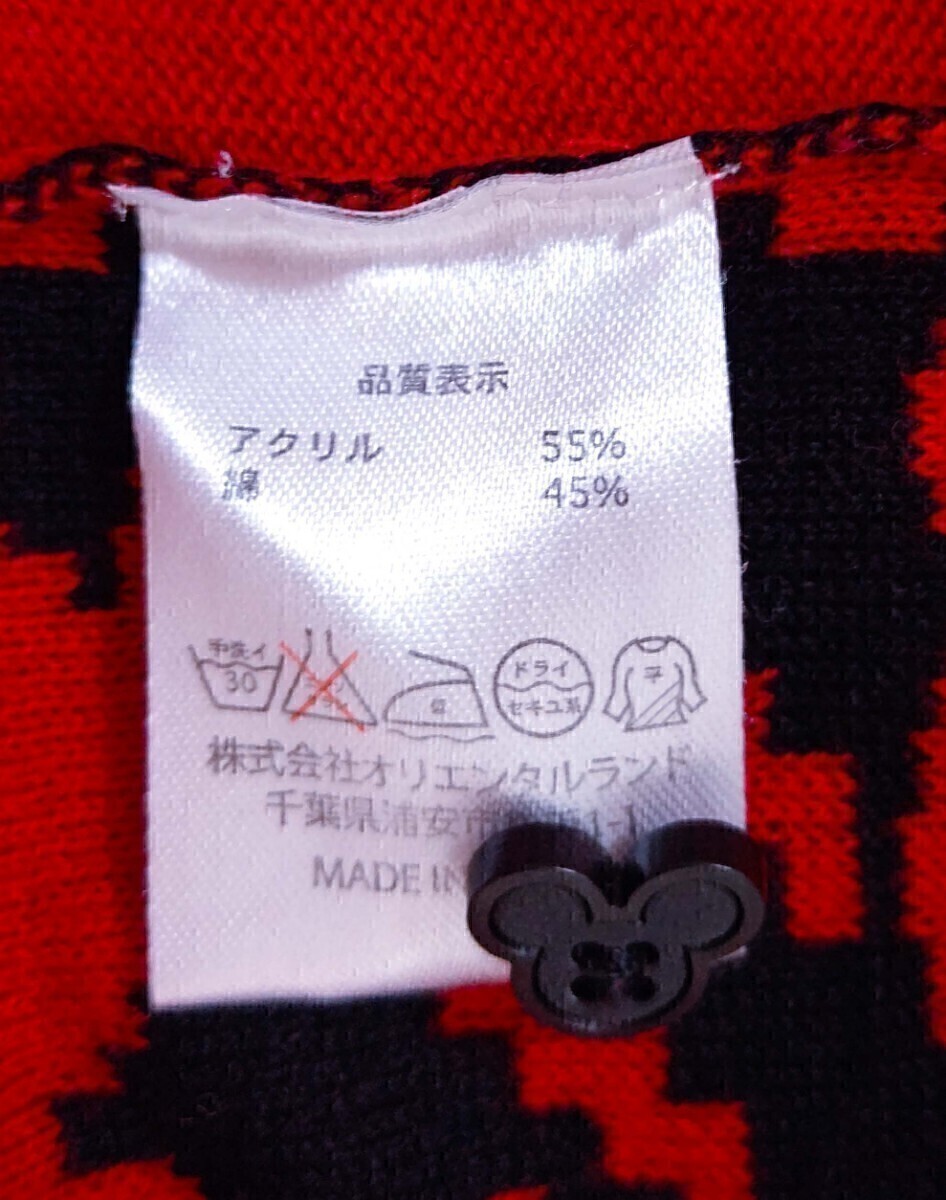 品質表示
アクリル 55%
綿 45%
手洗イ
30
低
ドライ
セキユ系
平
株式会社オリエンタルランド
千葉県浦安市
MADE IN